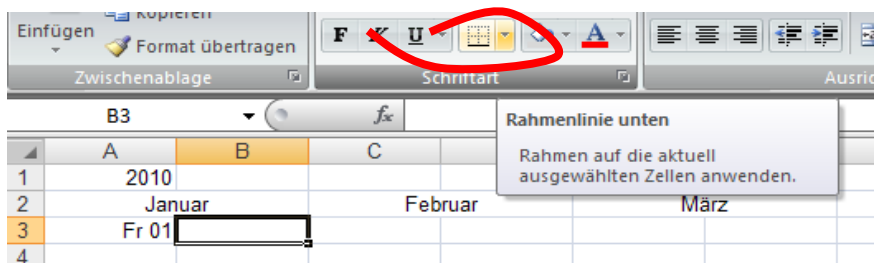 Kopieren
Einfügen
Format übertragen
F K U A
Zwischenablage Schriftart
B3 fx
Rahmenlinie unten
Rahmen auf die aktuell
ausgewählten Zellen anwenden.
A B C
1 2010
2 Januar Februar März
3 Fr 01
4